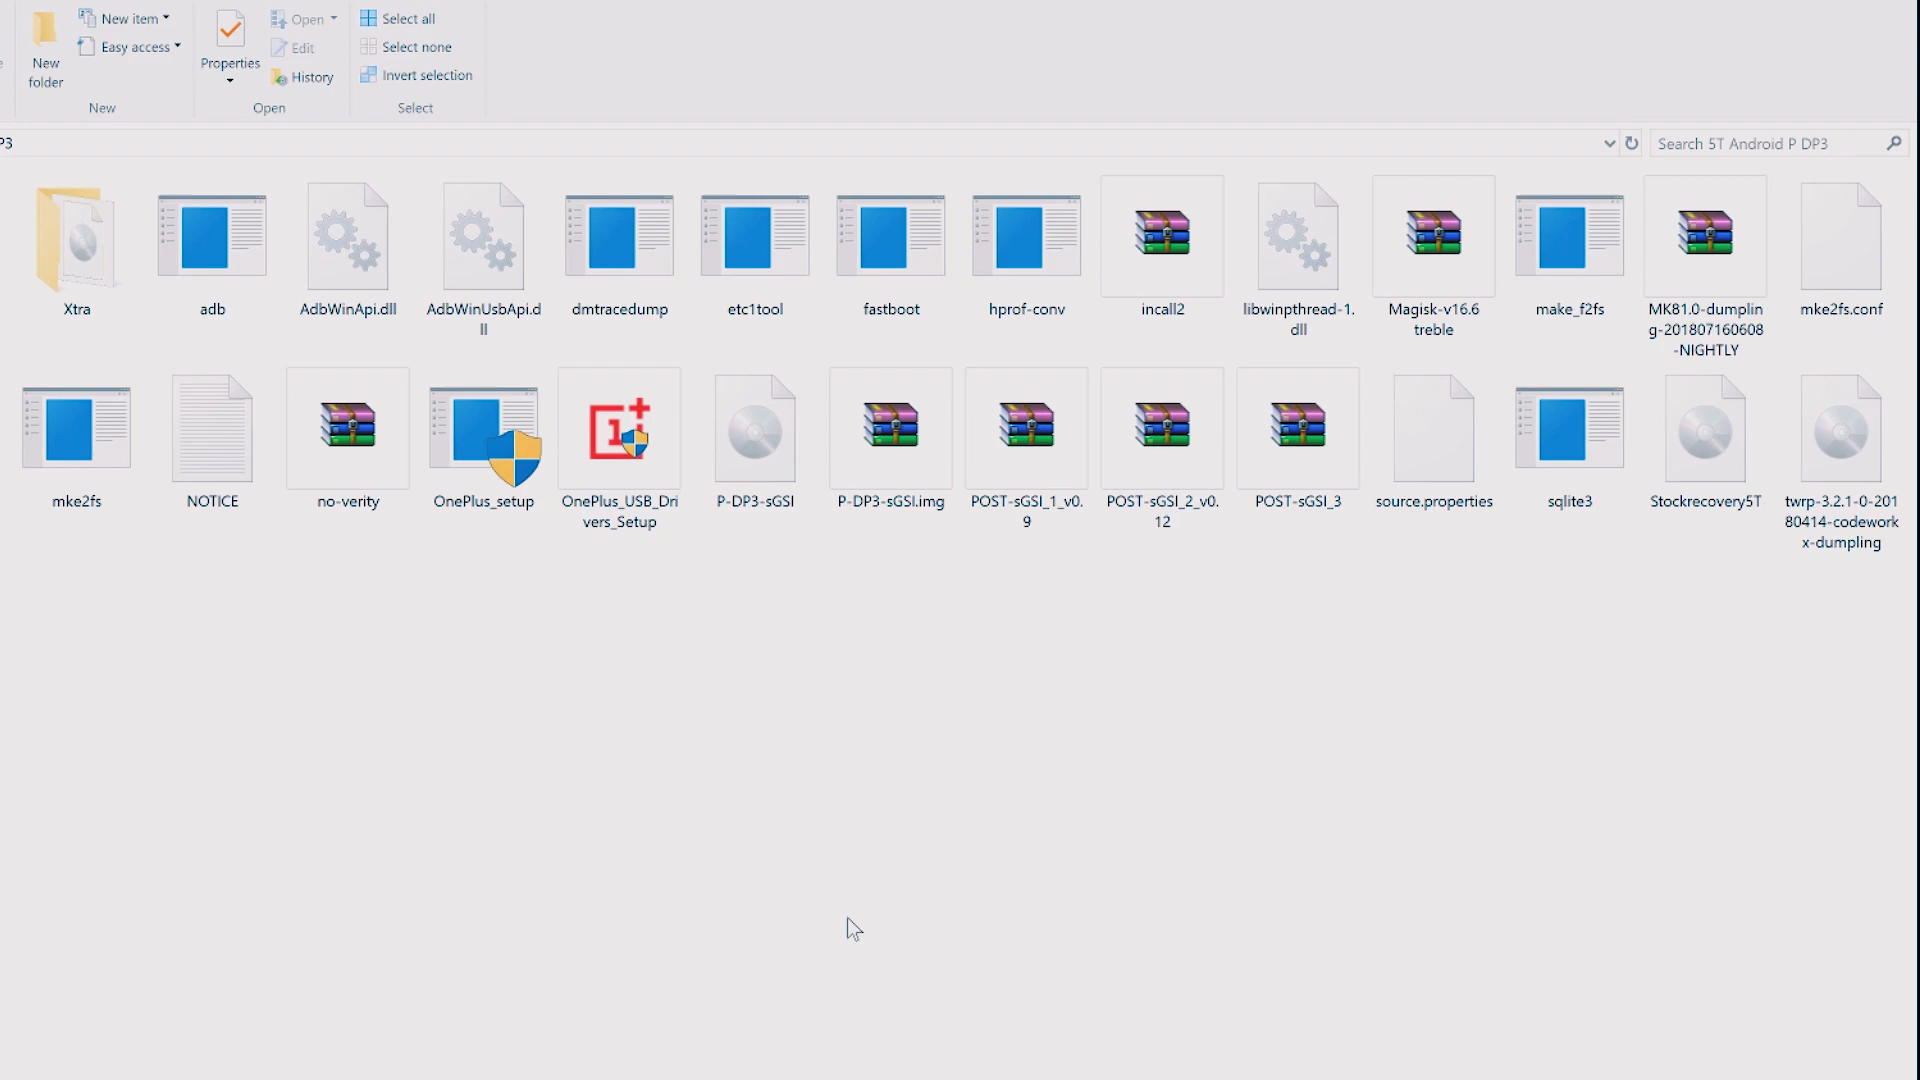 New item
Open
Select all
Easy access
Edit
Select none
New
folder
Properties
History
Invert selection
New
Open
Select
P3
Search 5T Android P DP3
Xtra
adb
AdbWinApi.dll
AdbWinUsbApi.d
ll
dmtracedump
etc1tool
fastboot
hprof-conv
incall2
libwinpthread-1.
dll
Magisk-v16.6
treble
make_f2fs
MK81.0-dumplin
g-201807160608
-NIGHTLY
mke2fs.conf
mke2fs
NOTICE
no-verity
OnePlus_setup
OnePlus_USB_Dri
vers_Setup
P-DP3-sGSI
P-DP3-sGSI.img
POST-sGSI_1_v0.
9
POST-sGSI_2_v0.
12
POST-sGSI_3
source.properties
sqlite3
Stockrecovery5T
twrp-3.2.1-0-201
80414-codework
x-dumpling